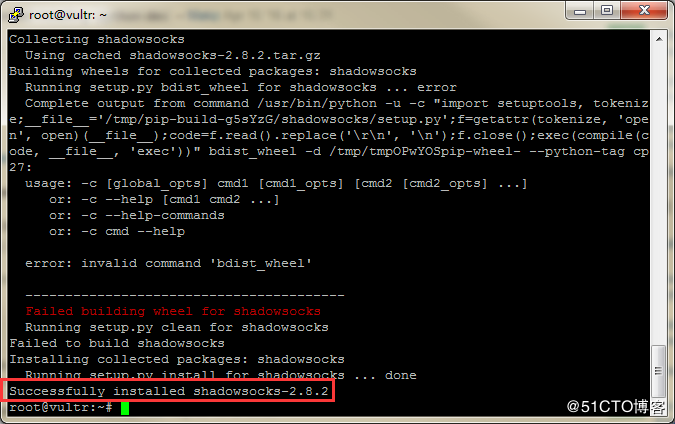 root@vultr: ~
Collecting shadowsocks
  Using cached shadowsocks-2.8.2.tar.gz
Building wheels for collected packages: shadowsocks
  Running setup.py bdist_wheel for shadowsocks ... error
  Complete output from command /usr/bin/python -u -c "import setuptools, tokeniz
e;__file__='/tmp/pip-build-g5sYzG/shadowsocks/setup.py';f=getattr(tokenize, 'ope
n', open)(__file__);code=f.read().replace('\r\n', '\n');f.close();exec(compile(c
ode, __file__, 'exec'))" bdist_wheel -d /tmp/tmpOPwYOSpip-wheel- --python-tag cp
27:
  usage: -c [global_opts] cmd1 [cmd1_opts] [cmd2 [cmd2_opts] ...]
     or: -c --help [cmd1 cmd2 ...]
     or: -c --help-commands
     or: -c cmd --help

  error: invalid command 'bdist_wheel'

  ----------------------------------------
  Failed building wheel for shadowsocks
  Running setup.py clean for shadowsocks
Failed to build shadowsocks
Installing collected packages: shadowsocks
  Running setup.py install for shadowsocks ... done
Successfully installed shadowsocks-2.8.2
root@vultr:~#
@51CTO博客